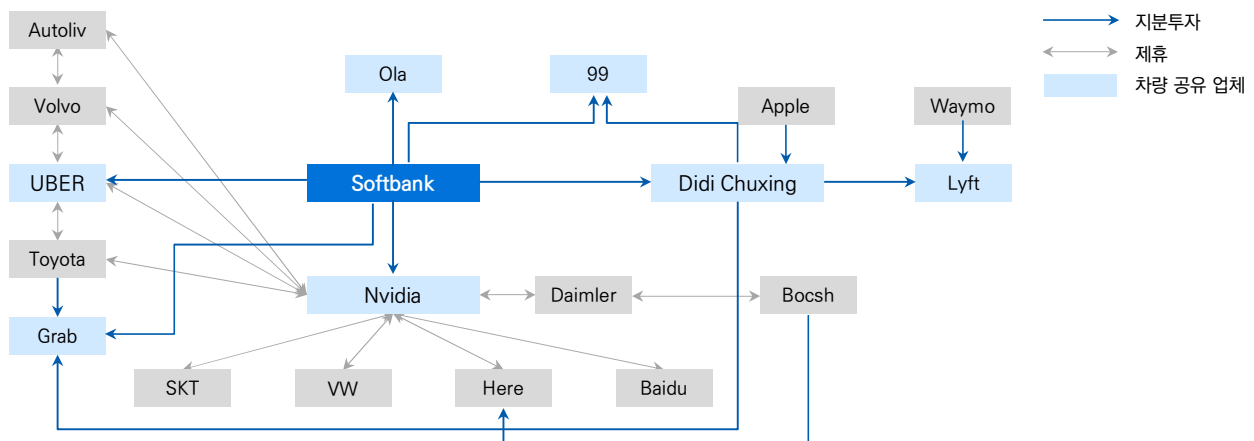 Autoliv
지분투자
제휴
차량 공유 업체
Ola
99
Volvo
Apple
Waymo
UBER
Softbank
Didi Chuxing
Lyft
Toyota
Nvidia
Daimler
Bocsh
Grab
SKT
VW
Here
Baidu